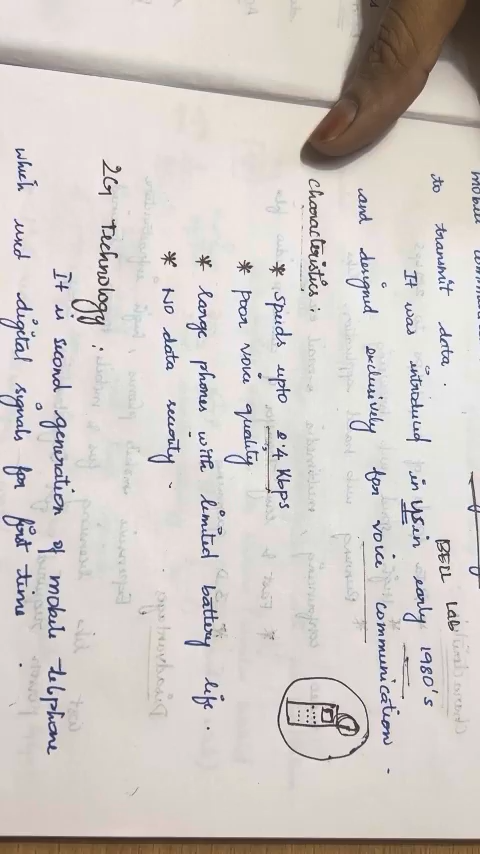 to transmit data.
BELL LAB
It was introduced in US in early 1980's
and designed exclusively for voice communication.
Characteristics :
* Speeds upto 2.4 Kbps
* Poor voice quality
* large phones with limited battery life.
* No data security.
2G Technology :
It is second generation of mobile telephone
which used digital signals for first time.